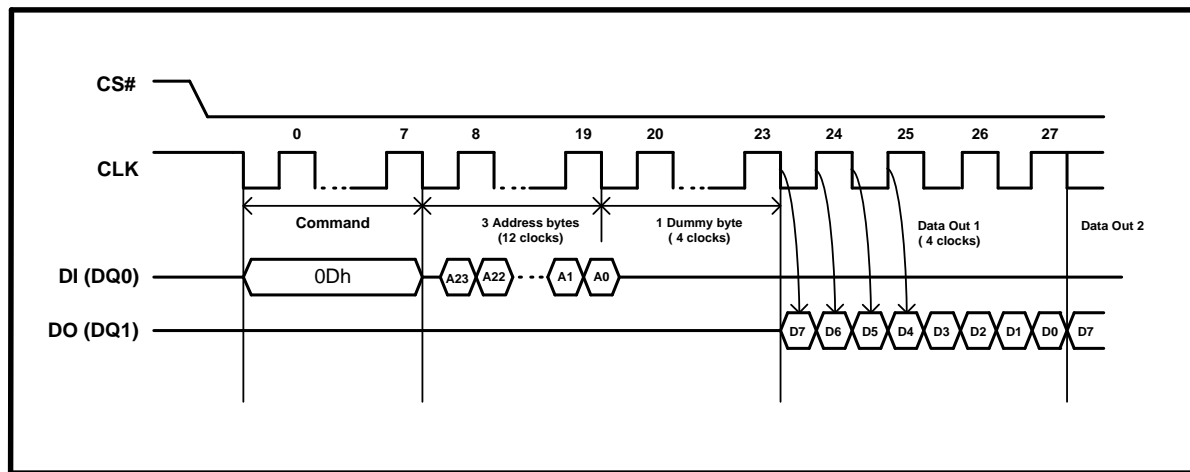 CS#
0 7 8 19 20 23 24 25 26 27
CLK
Command
3 Address bytes
(12 clocks)
1 Dummy byte
( 4 clocks)
Data Out 1
( 4 clocks)
Data Out 2
DI (DQ0)
0Dh
A23 A22 A1 A0
DO (DQ1)
D7 D6 D5 D4 D3 D2 D1 D0 D7